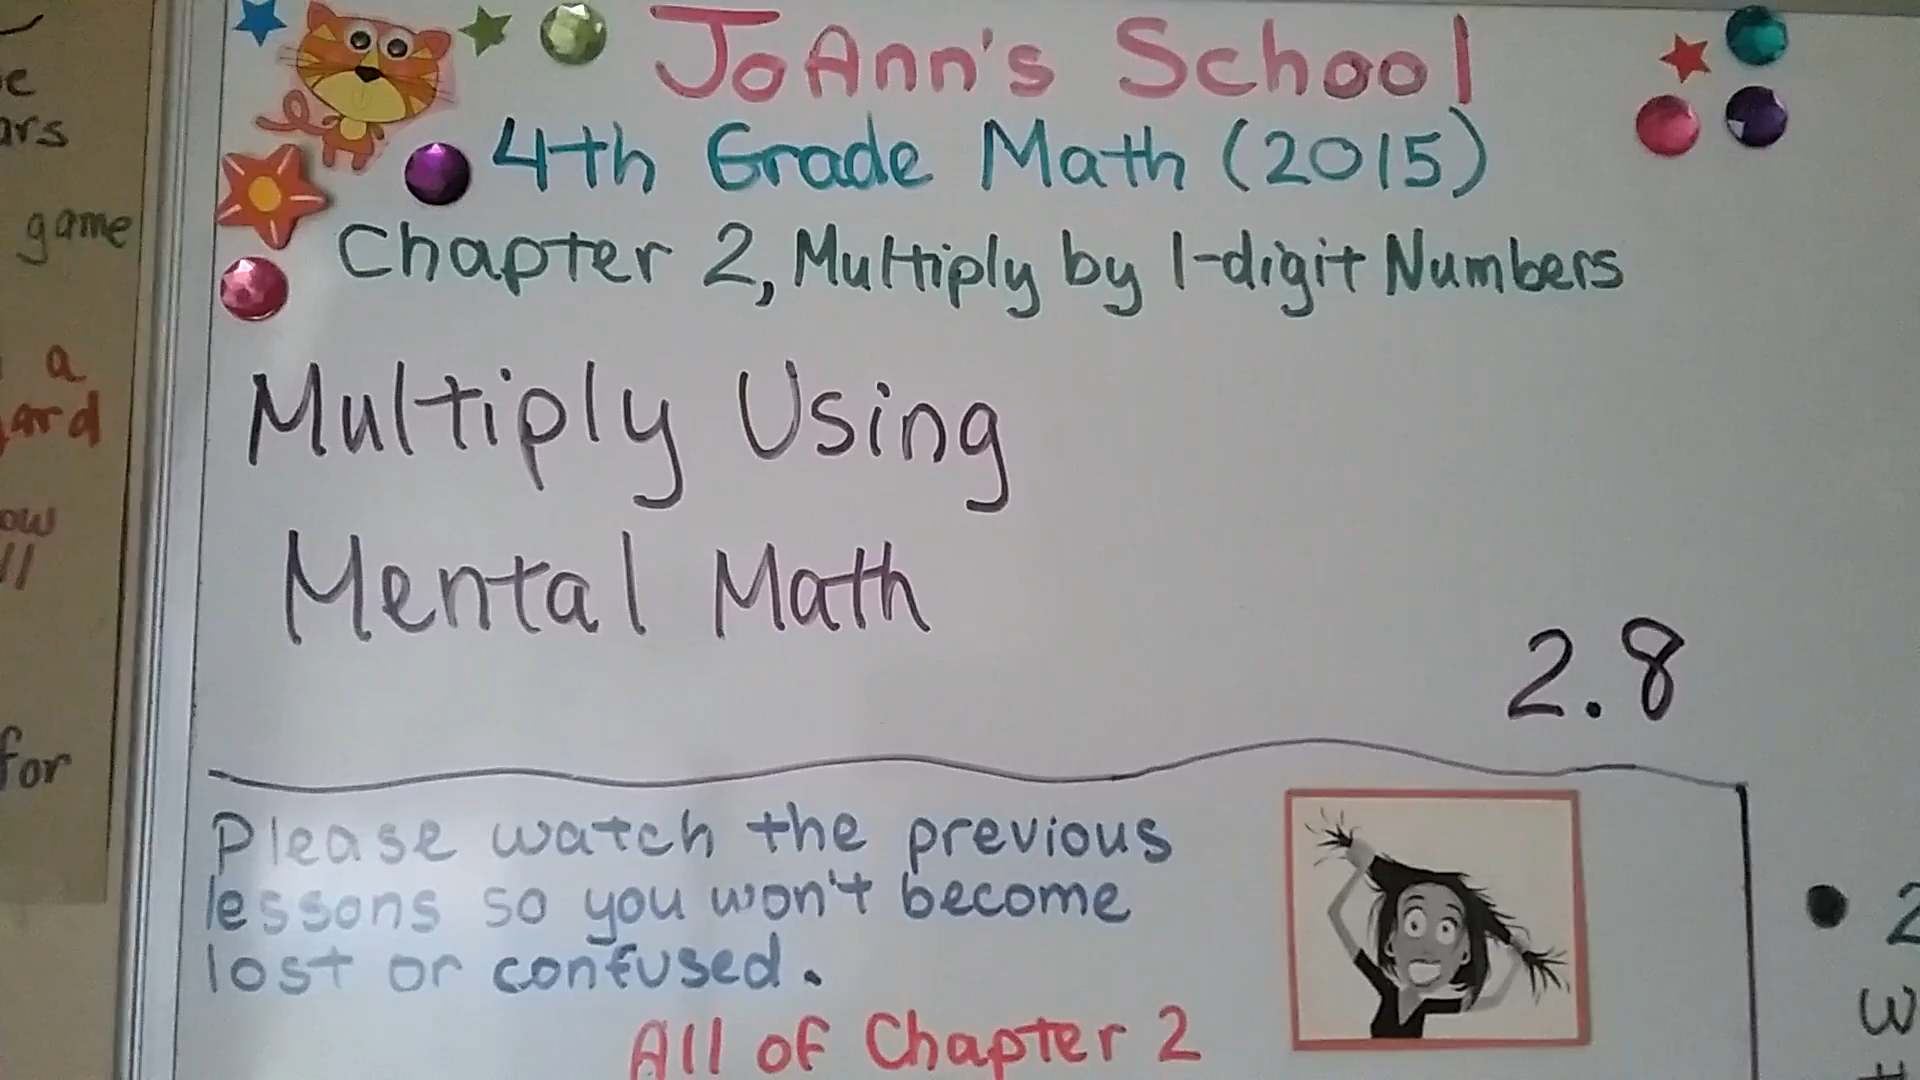 JoAnn's School
4th Grade Math (2015)
Chapter 2, Multiply by 1-digit Numbers
Multiply Using
Mental Math
2.8
Please watch the previous
lessons so you won't become
lost or confused.
All of Chapter 2
game
a
for